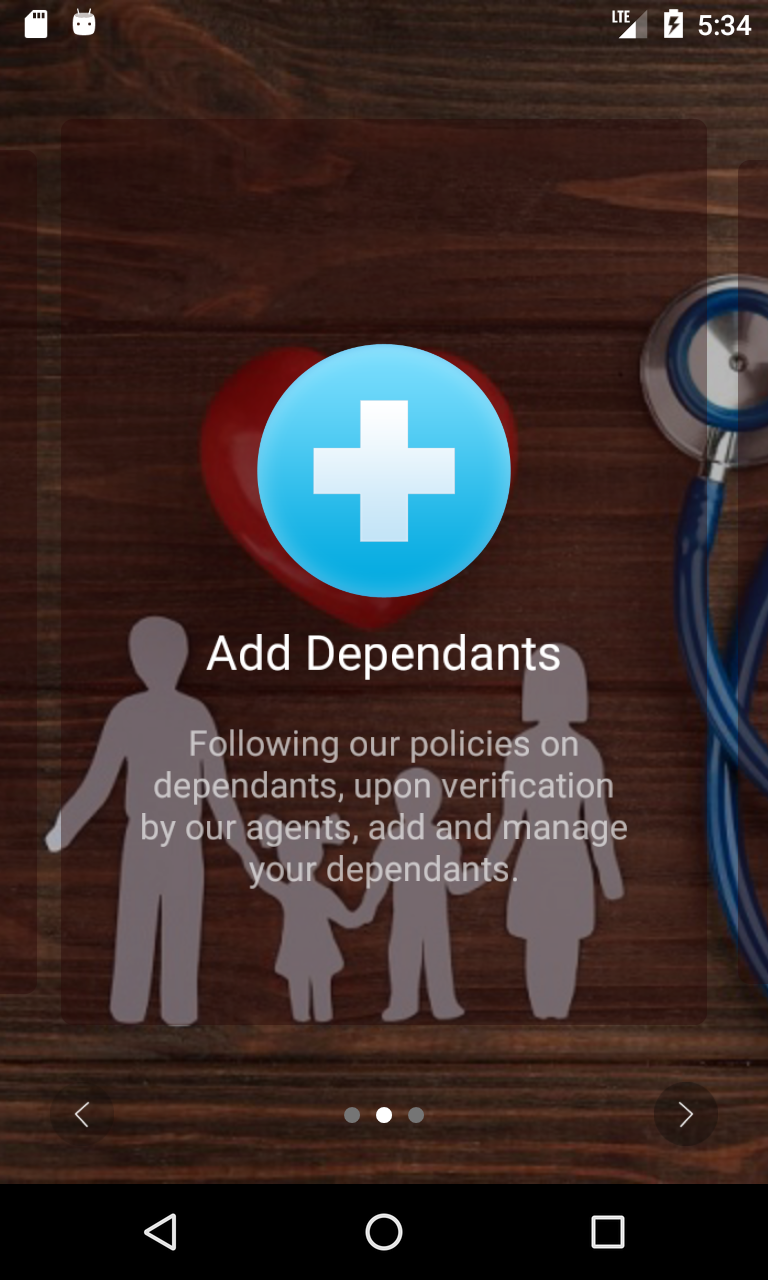 LTE 5:34
Add Dependants
Following our policies on
dependants, upon verification
by our agents, add and manage
your dependants.